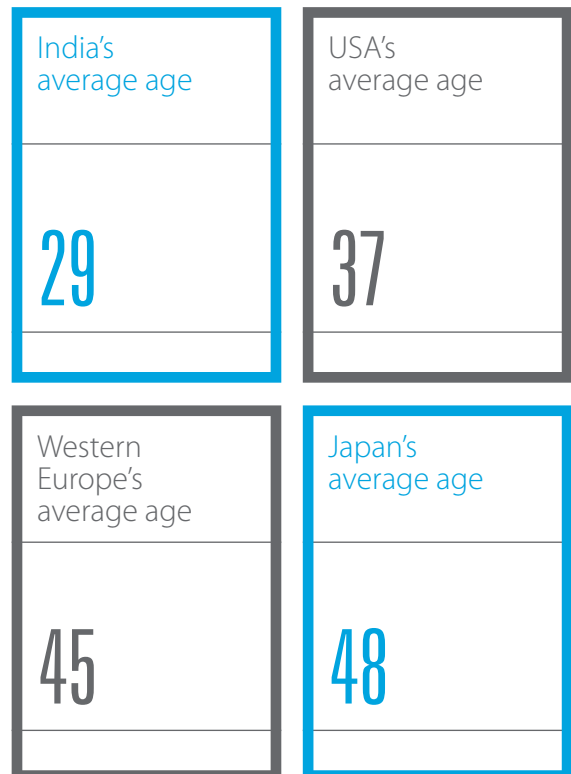 India’s
average age
29
USA’s
average age
37
Western
Europe’s
average age
45
Japan’s
average age
48